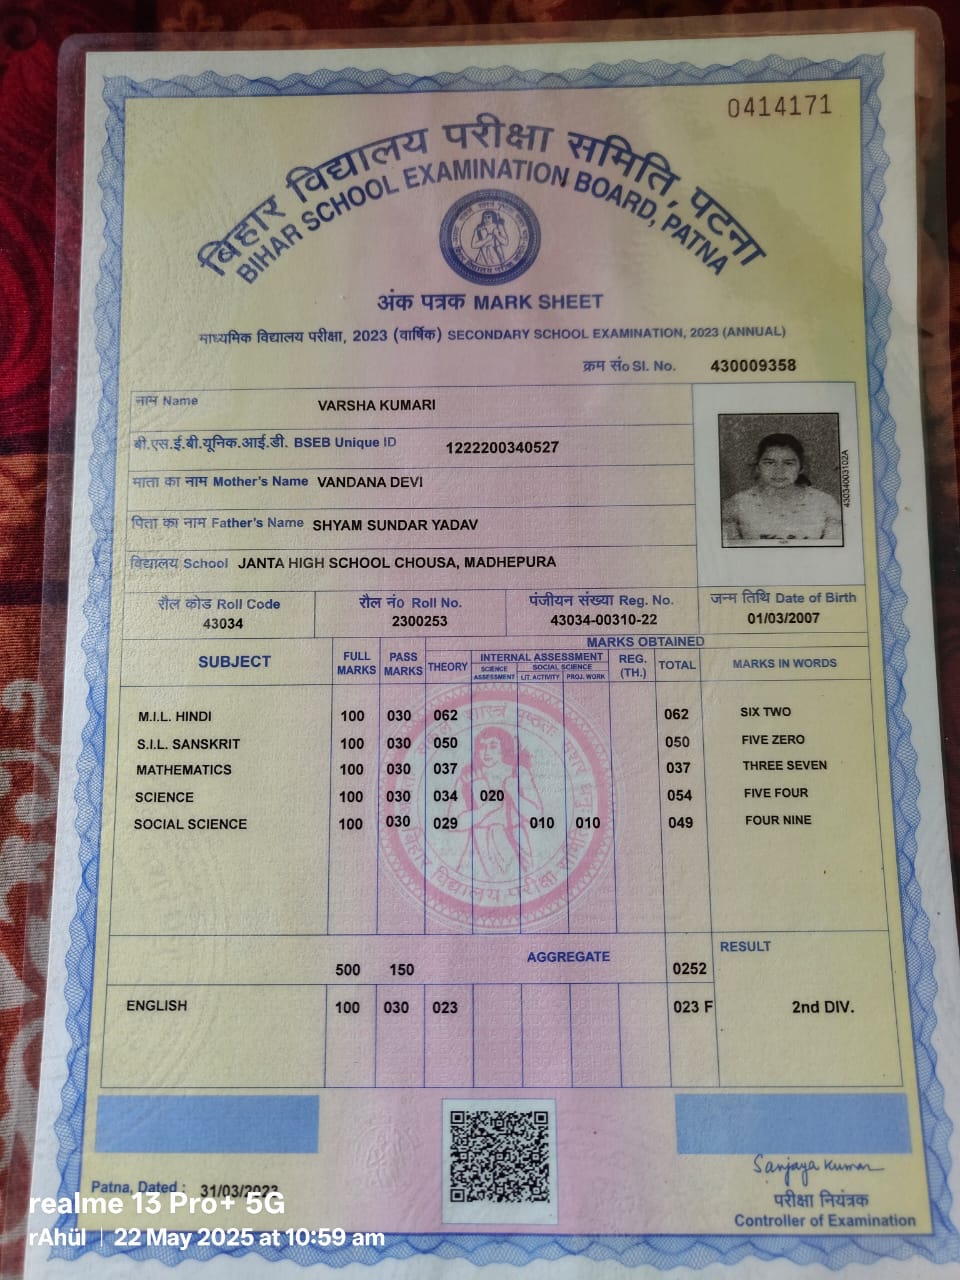 0414171
बिहार विद्यालय परीक्षा समिति, पटना
BIHAR SCHOOL EXAMINATION BOARD, PATNA
अंक पत्रक MARK SHEET
माध्यमिक विद्यालय परीक्षा, 2023 (वार्षिक) SECONDARY SCHOOL EXAMINATION, 2023 (ANNUAL)
क्रम सं० Sl. No. 430009358
नाम Name VARSHA KUMARI
बी.एस.ई.बी.यूनिक.आई.डी. BSEB Unique ID 1222200340527
माता का नाम Mother's Name VANDANA DEVI
पिता का नाम Father's Name SHYAM SUNDAR YADAV
विद्यालय School JANTA HIGH SCHOOL CHOUSA, MADHEPURA
43034003102A
रौल कोड Roll Code रौल नं० Roll No. पंजीयन संख्या Reg. No. जन्म तिथि Date of Birth
43034 2300253 43034-00310-22 01/03/2007
MARKS OBTAINED
SUBJECT FULL MARKS PASS MARKS THEORY INTERNAL ASSESSMENT REG. (TH.) TOTAL MARKS IN WORDS
SCIENCE ASSESSMENT SOCIAL SCIENCE LIT. ACTIVITY PROJ. WORK
M.I.L. HINDI 100 030 062 062 SIX TWO
S.I.L. SANSKRIT 100 030 050 050 FIVE ZERO
MATHEMATICS 100 030 037 037 THREE SEVEN
SCIENCE 100 030 034 020 054 FIVE FOUR
SOCIAL SCIENCE 100 030 029 010 010 049 FOUR NINE
बिहार विद्यालय परीक्षा समिति
500 150 AGGREGATE 0252 RESULT
ENGLISH 100 030 023 023 F 2nd DIV.
Sanjaya Kumar
Patna, Dated : 31/03/2023
परीक्षा नियंत्रक
Controller of Examination
realme 13 Pro+ 5G
rAhül | 22 May 2025 at 10:59 am